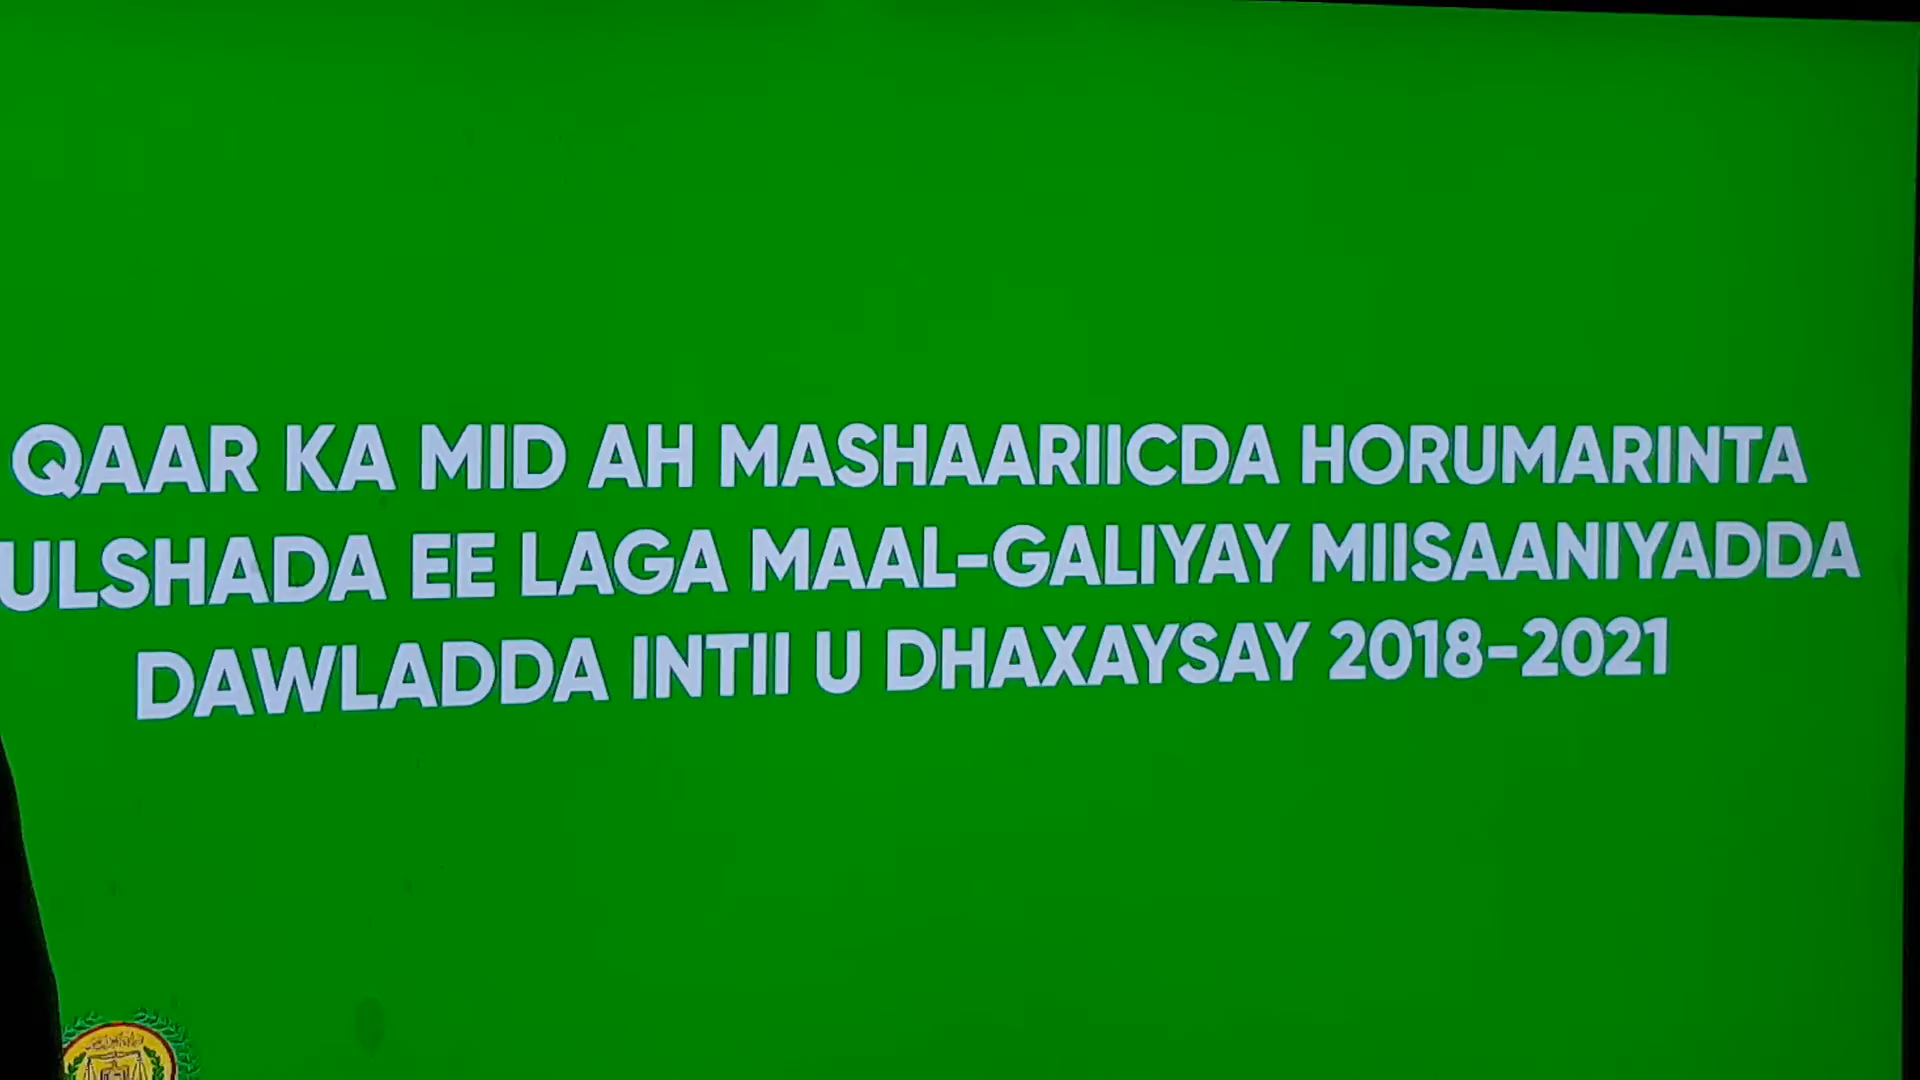 QAAR KA MID AH MASHAARIICDA HORUMARINTA
ULSHADA EE LAGA MAAL-GALIYAY MIISAANIYADDA
DAWLADDA INTII U DHAXAYSAY 2018-2021